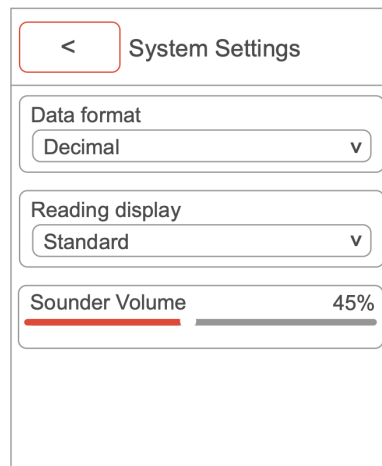 < System Settings
Data format
Decimal v
Reading display
Standard v
Sounder Volume 45%